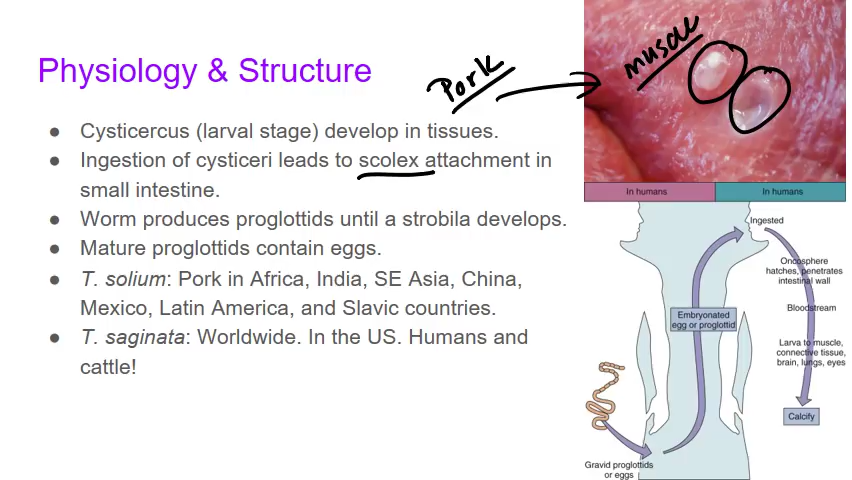 Physiology & Structure
Pork
muscle
● Cysticercus (larval stage) develop in tissues.
● Ingestion of cysticeri leads to scolex attachment in
small intestine.
● Worm produces proglottids until a strobila develops.
● Mature proglottids contain eggs.
● T. solium: Pork in Africa, India, SE Asia, China,
Mexico, Latin America, and Slavic countries.
● T. saginata: Worldwide. In the US. Humans and
cattle!
In humans
In humans
Ingested
Oncosphere
hatches, penetrates
intestinal wall
Bloodstream
Embryonated
egg or proglottid
Larva to muscle,
connective tissue,
brain, lungs, eyes
Calcify
Gravid proglottids
or eggs